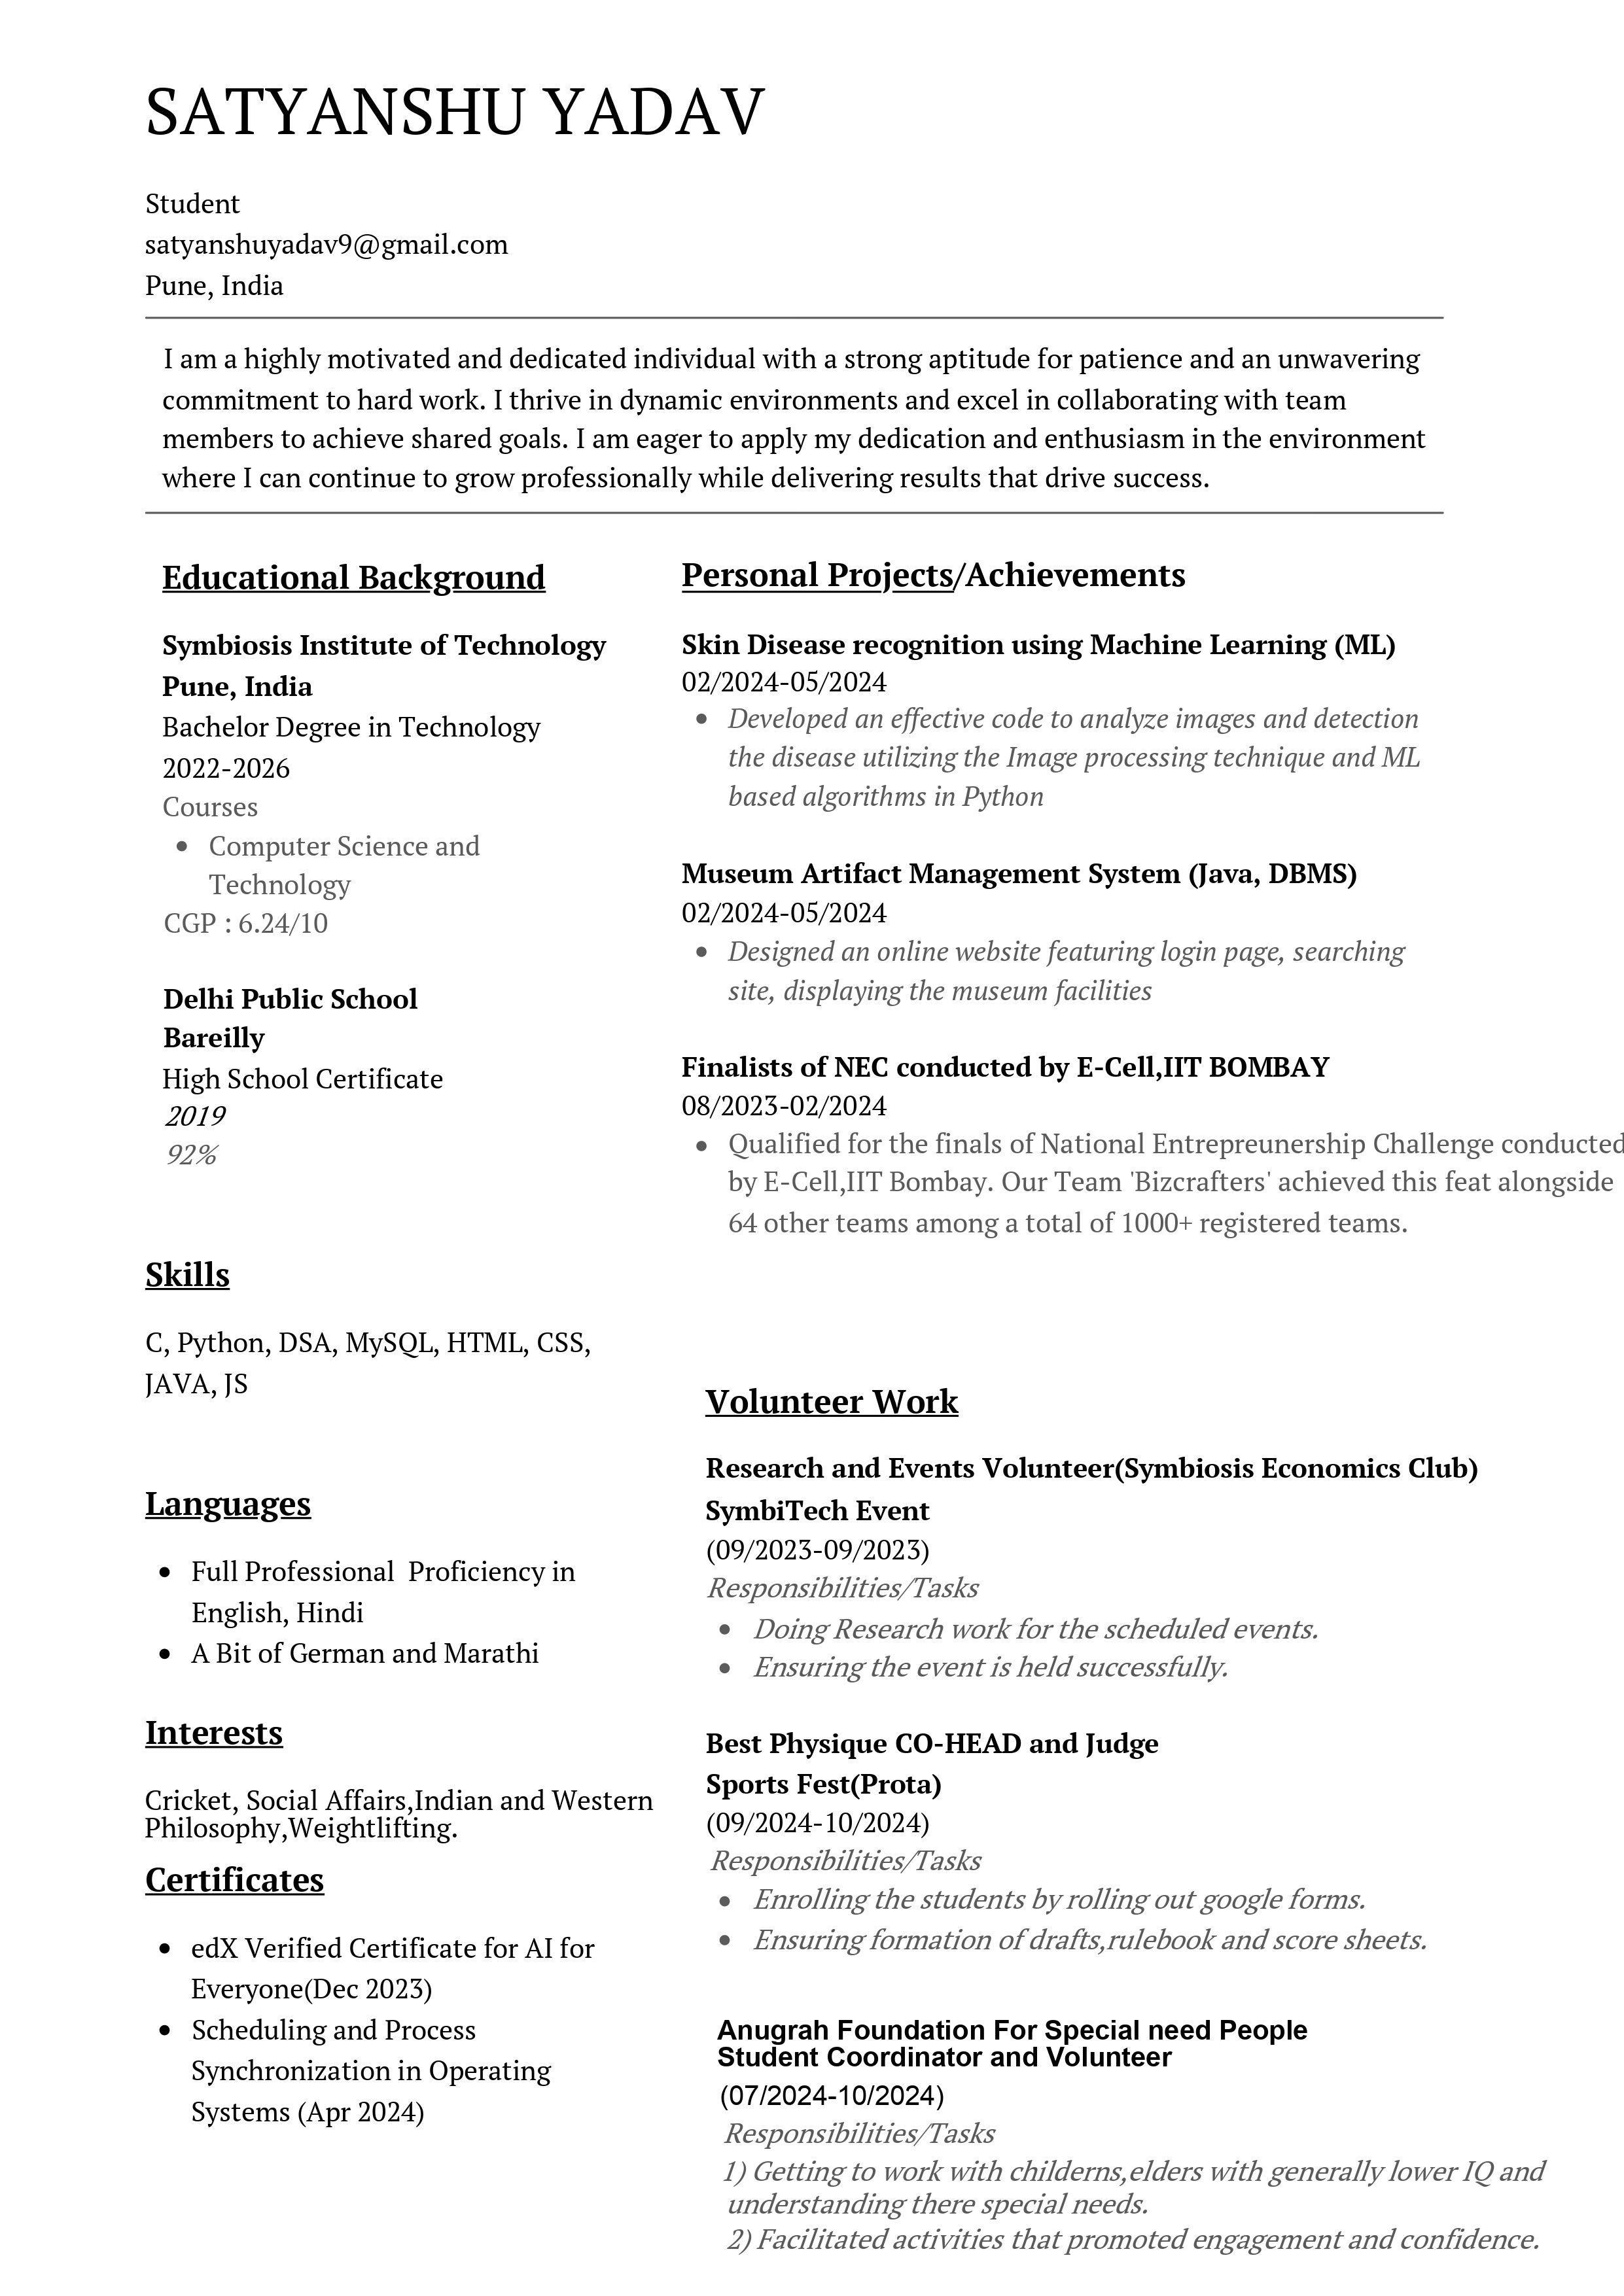 SATYANSHU YADAV
Student
satyanshuyadav9@gmail.com
Pune, India
I am a highly motivated and dedicated individual with a strong aptitude for patience and an unwavering
commitment to hard work. I thrive in dynamic environments and excel in collaborating with team
members to achieve shared goals. I am eager to apply my dedication and enthusiasm in the environment
where I can continue to grow professionally while delivering results that drive success.
Educational Background
Symbiosis Institute of Technology
Pune, India
Bachelor Degree in Technology
2022-2026
Courses
• Computer Science and
Technology
CGP : 6.24/10
Delhi Public School
Bareilly
High School Certificate
2019
92%
Skills
C, Python, DSA, MySQL, HTML, CSS,
JAVA, JS
Languages
• Full Professional  Proficiency in
English, Hindi
• A Bit of German and Marathi
Interests
Cricket, Social Affairs,Indian and Western
Philosophy,Weightlifting.
Certificates
• edX Verified Certificate for AI for
Everyone(Dec 2023)
• Scheduling and Process
Synchronization in Operating
Systems (Apr 2024)
Personal Projects/Achievements
Skin Disease recognition using Machine Learning (ML)
02/2024-05/2024
• Developed an effective code to analyze images and detection
the disease utilizing the Image processing technique and ML
based algorithms in Python
Museum Artifact Management System (Java, DBMS)
02/2024-05/2024
• Designed an online website featuring login page, searching
site, displaying the museum facilities
Finalists of NEC conducted by E-Cell,IIT BOMBAY
08/2023-02/2024
• Qualified for the finals of National Entrepreunership Challenge conducted
by E-Cell,IIT Bombay. Our Team 'Bizcrafters' achieved this feat alongside
64 other teams among a total of 1000+ registered teams.
Volunteer Work
Research and Events Volunteer(Symbiosis Economics Club)
SymbiTech Event
(09/2023-09/2023)
Responsibilities/Tasks
• Doing Research work for the scheduled events.
• Ensuring the event is held successfully.
Best Physique CO-HEAD and Judge
Sports Fest(Prota)
(09/2024-10/2024)
Responsibilities/Tasks
• Enrolling the students by rolling out google forms.
• Ensuring formation of drafts,rulebook and score sheets.
Anugrah Foundation For Special need People
Student Coordinator and Volunteer
(07/2024-10/2024)
Responsibilities/Tasks
1) Getting to work with childerns,elders with generally lower IQ and
understanding there special needs.
2) Facilitated activities that promoted engagement and confidence.